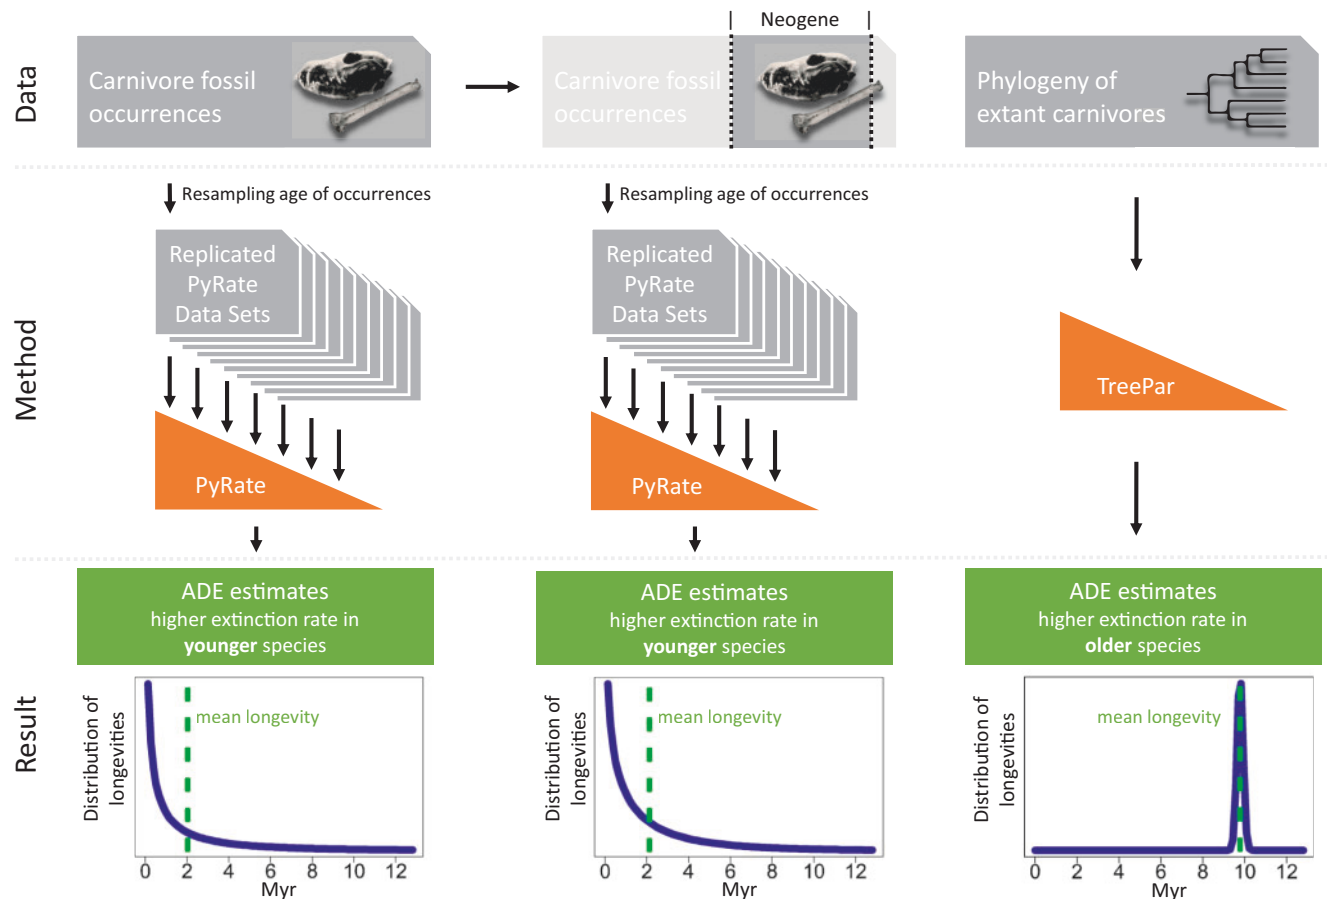 Data
Carnivore fossil
occurrences
| Neogene |
Carnivore fossil
occurrences
Phylogeny of
extant carnivores
Method
Resampling age of occurrences
Replicated
PyRate
Data Sets
PyRate
Resampling age of occurrences
Replicated
PyRate
Data Sets
PyRate
TreePar
Result
ADE estimates
higher extinction rate in
younger species
ADE estimates
higher extinction rate in
younger species
ADE estimates
higher extinction rate in
older species
Distribution of
longevities
mean longevity
0 2 4 6 8 10 12
Myr
Distribution of
longevities
mean longevity
0 2 4 6 8 10 12
Myr
Distribution of
longevities
mean longevity
0 2 4 6 8 10 12
Myr